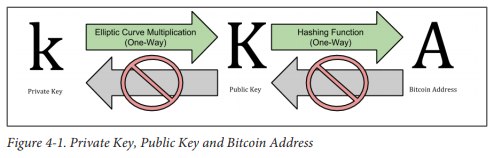 Elliptic Curve Multiplication
(One-Way)
Hashing Function
(One-Way)
k
K
A
Private Key
Public Key
Bitcoin Address
Figure 4-1. Private Key, Public Key and Bitcoin Address